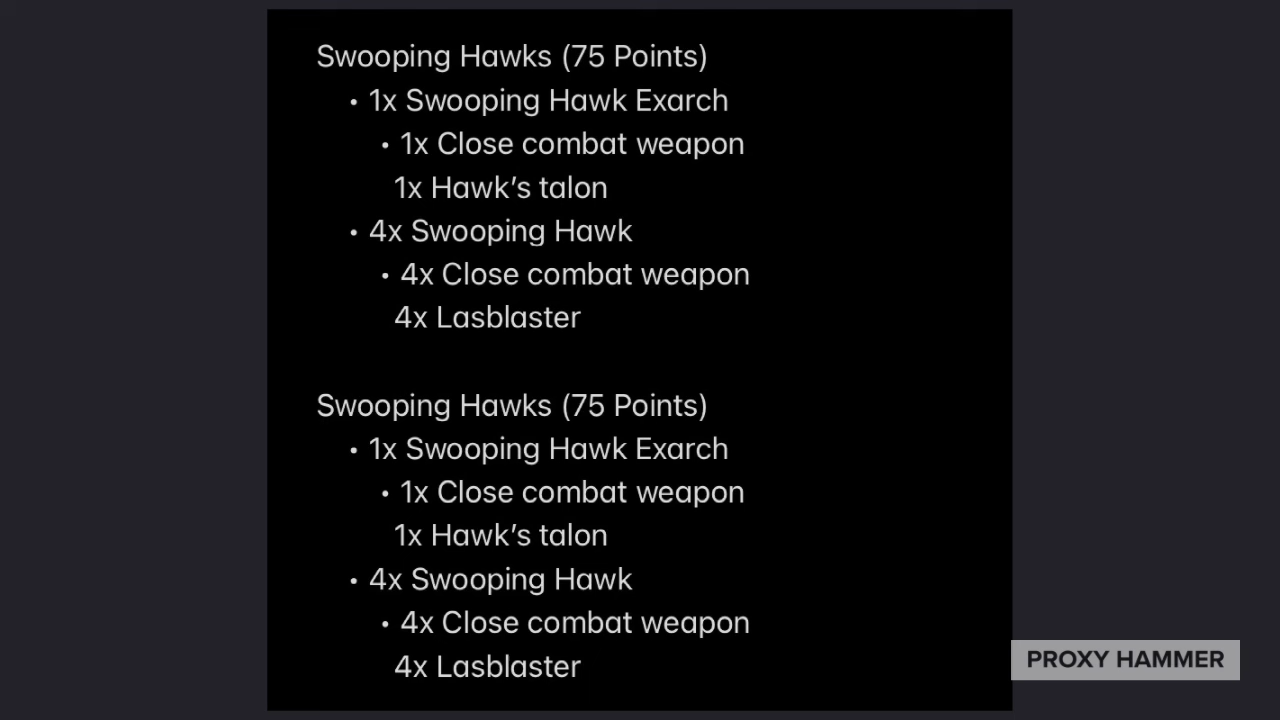 Swooping Hawks (75 Points)
• 1x Swooping Hawk Exarch
• 1x Close combat weapon
1x Hawk’s talon
• 4x Swooping Hawk
• 4x Close combat weapon
4x Lasblaster
Swooping Hawks (75 Points)
• 1x Swooping Hawk Exarch
• 1x Close combat weapon
1x Hawk’s talon
• 4x Swooping Hawk
• 4x Close combat weapon
4x Lasblaster
PROXY HAMMER